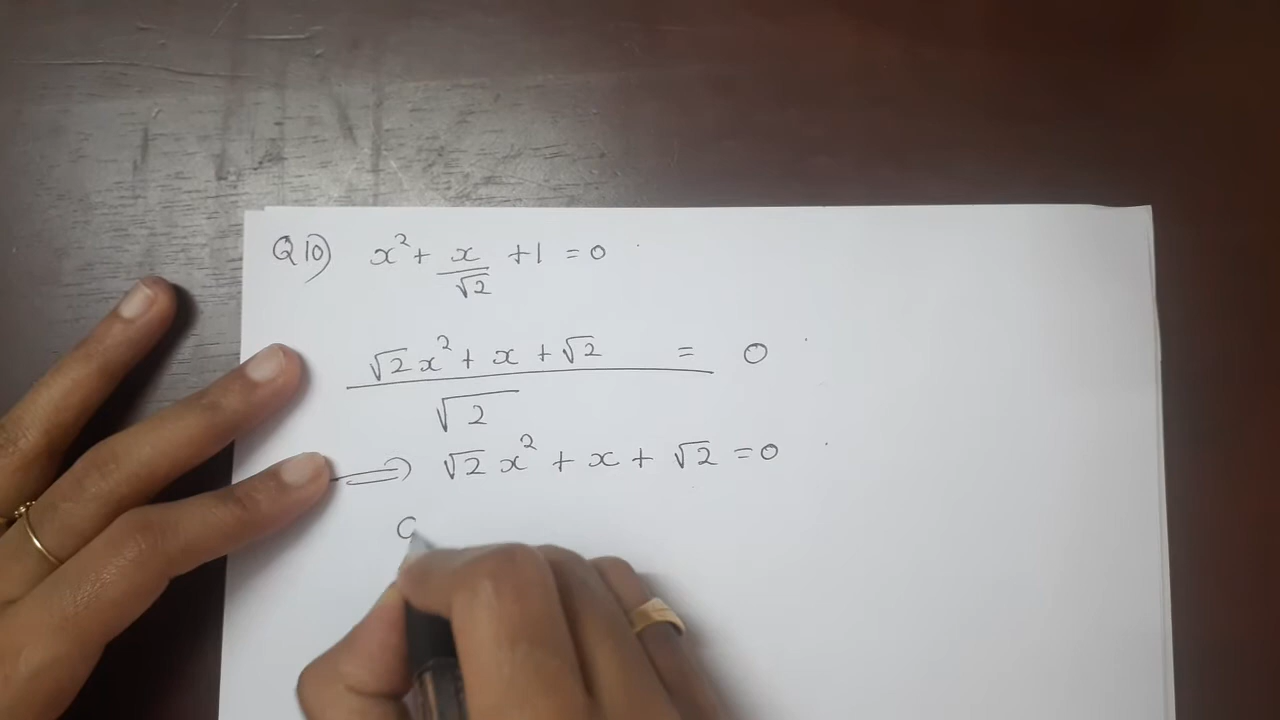 Q10) x² + x/√2 + 1 = 0
√2x² + x + √2 = 0
√2
⇒ √2x² + x + √2 = 0